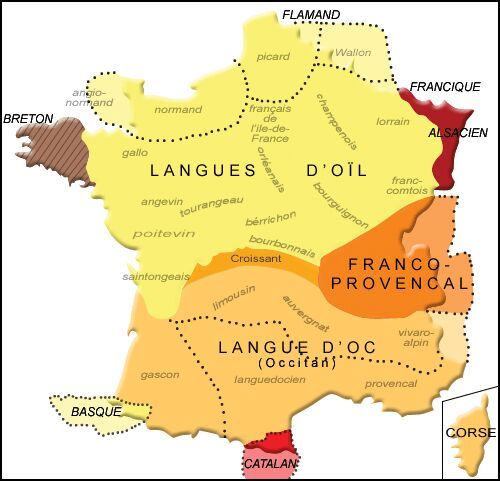 FLAMAND
picard
Wallon
FRANCIQUE
anglo-
normand
normand
français
de
l'île-de-
France
champenois
lorrain
BRETON
ALSACIEN
gallo
LANGUES D'OÏL
orléanais
franc-
comtois
angevin
tourangeau
bourguignon
poitevin
bérrichon
bourbonnais
Croissant
FRANCO-
PROVENCAL
saintongeais
limousin
auvergnat
vivaro-
alpin
LANGUE D'OC
(Occitan)
gascon
languedocien
provencal
BASQUE
CORSE
CATALAN